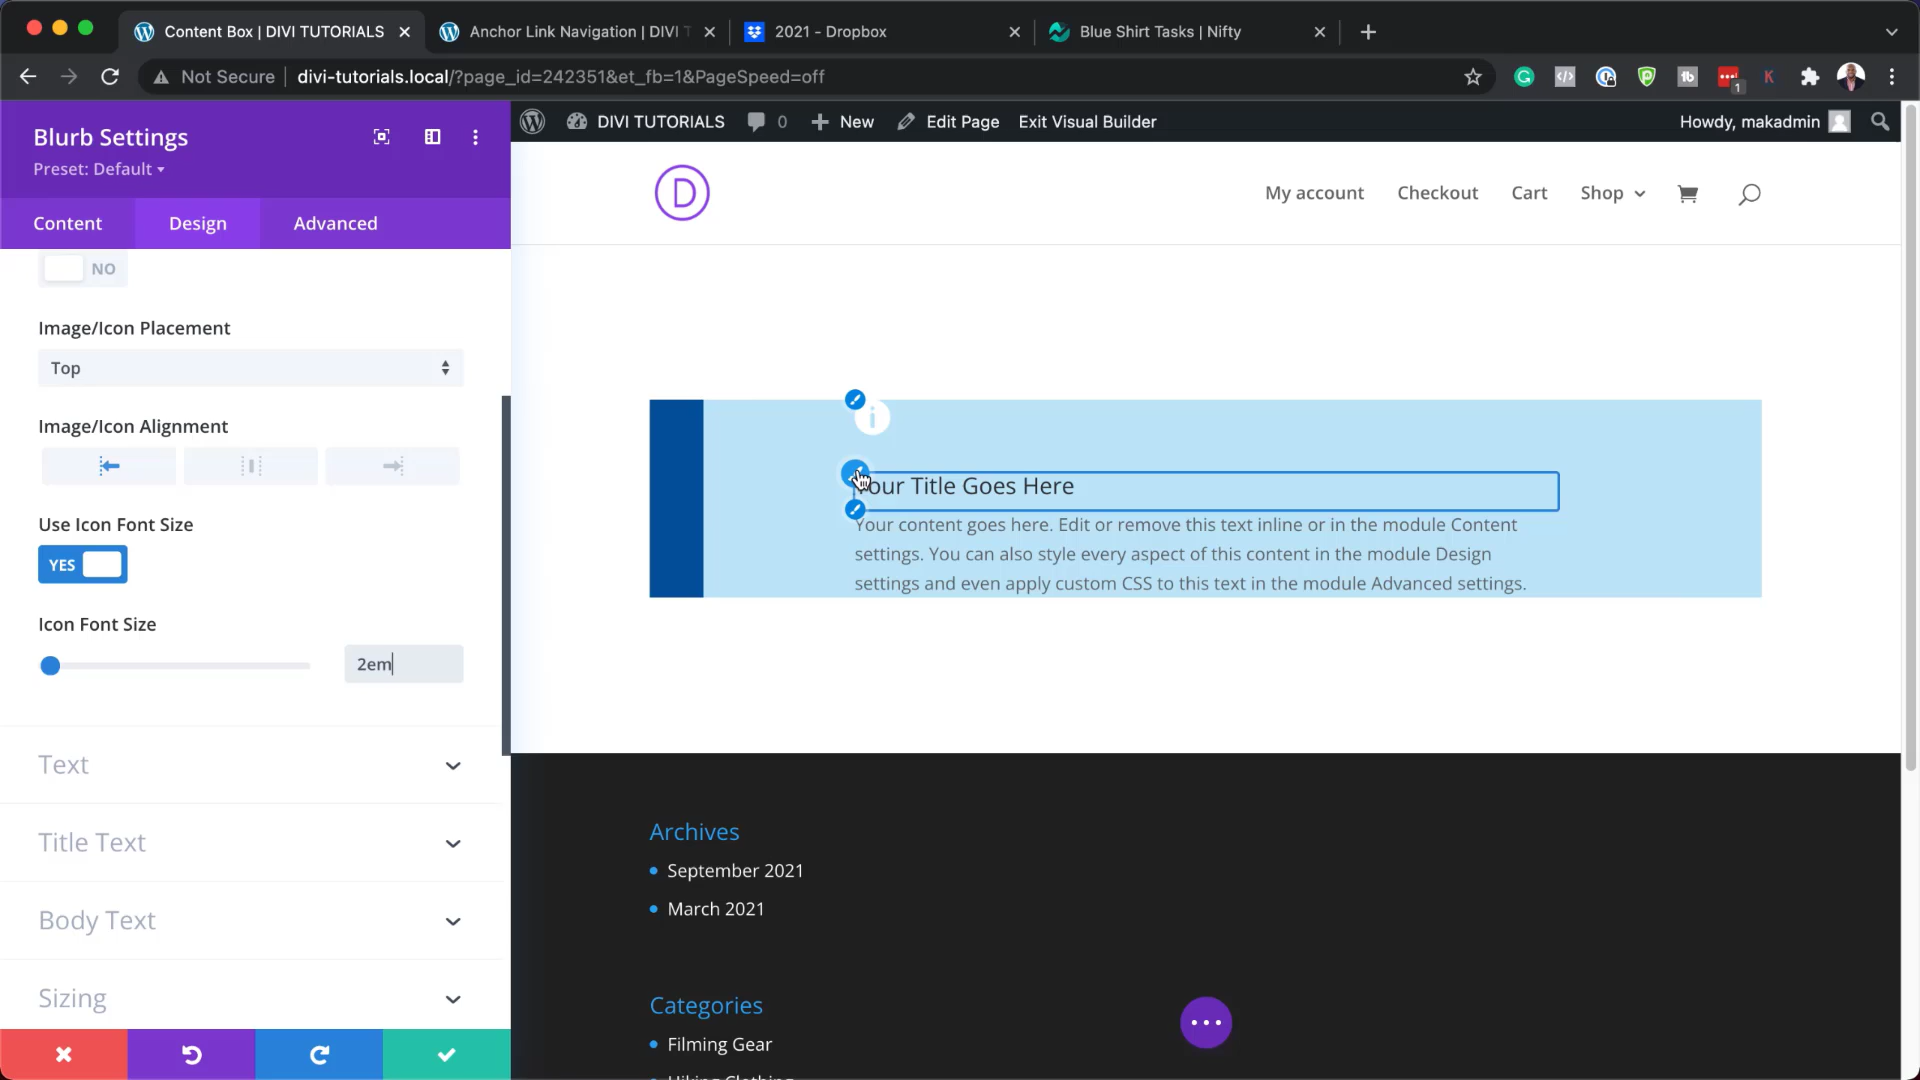 Content Box | DIVI TUTORIALS
Anchor Link Navigation | DIVI
2021 - Dropbox
Blue Shirt Tasks | Nifty
Not Secure
divi-tutorials.local/?page_id=242351&et_fb=1&PageSpeed=off
1
Blurb Settings
Preset: Default
Content
Design
Advanced
NO
Image/Icon Placement
Top
Image/Icon Alignment
Use Icon Font Size
YES
Icon Font Size
2em
Text
Title Text
Body Text
Sizing
DIVI TUTORIALS
0
New
Edit Page
Exit Visual Builder
Howdy, makadmin
D
My account
Checkout
Cart
Shop
Your Title Goes Here
Your content goes here. Edit or remove this text inline or in the module Content
settings. You can also style every aspect of this content in the module Design
settings and even apply custom CSS to this text in the module Advanced settings.
Archives
September 2021
March 2021
Categories
Filming Gear
Hiking Clothing